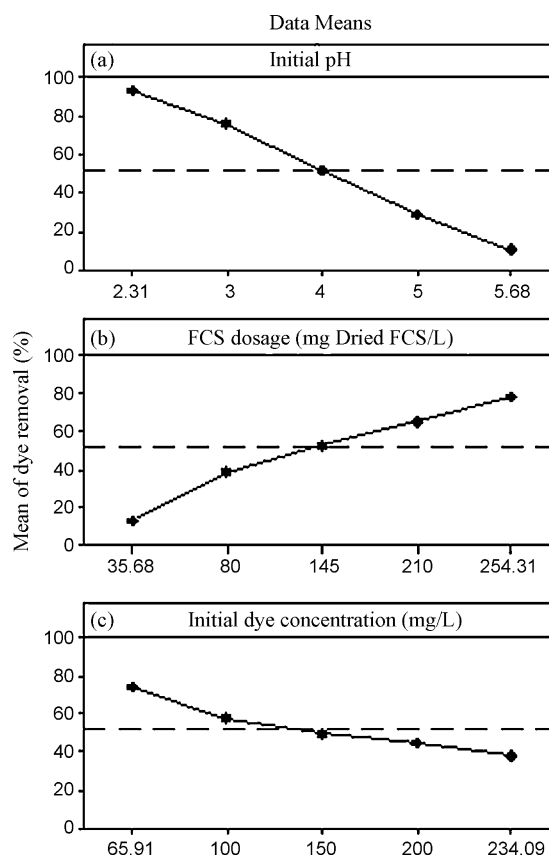 Data Means
(a) Initial pH
100
80
60
40
20
0
2.31 3 4 5 5.68
(b) FCS dosage (mg Dried FCS/L)
100
80
60
40
20
0
35.68 80 145 210 254.31
Mean of dye removal (%)
(c) Initial dye concentration (mg/L)
100
80
60
40
20
0
65.91 100 150 200 234.09